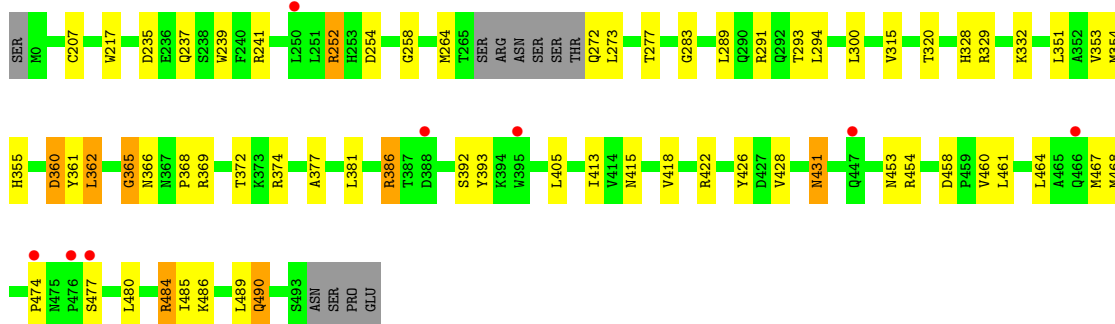 SER M0 C207 W217 D235 E236 Q237 S238 W239 F240 R241 L250 L251 R252 H253 D254 G258 M264 T265 SER ARG ASN SER SER THR Q272 L273 T277 G283 L289 Q290 R291 Q292 T293 L294 L300 V315 T320 H328 R329 K332 L351 A352 V353 M354
H355 D360 Y361 L362 G365 N366 N367 P368 R369 T372 K373 R374 A377 L381 R386 T387 D388 S392 Y393 K394 W395 L405 I413 V414 N415 V418 R422 Y426 D427 V428 N431 Q447 N453 R454 D458 P459 V460 L461 L464 A465 Q466 M467 M468
P474 N475 P476 S477 L480 R484 I485 K486 L489 Q490 S493 ASN SER PRO GLU